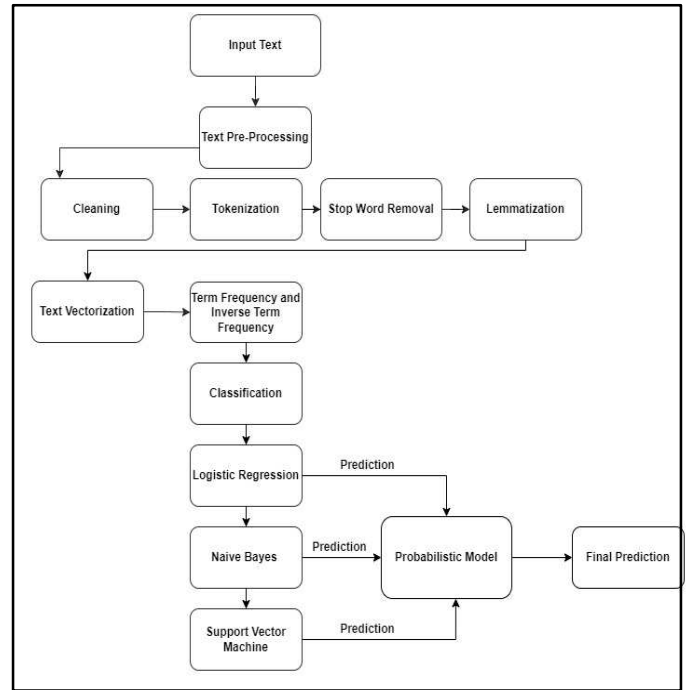 Input Text
Text Pre-Processing
Cleaning
Tokenization
Stop Word Removal
Lemmatization
Text Vectorization
Term Frequency and
Inverse Term
Frequency
Classification
Logistic Regression
Prediction
Naive Bayes
Prediction
Probabilistic Model
Final Prediction
Support Vector
Machine
Prediction